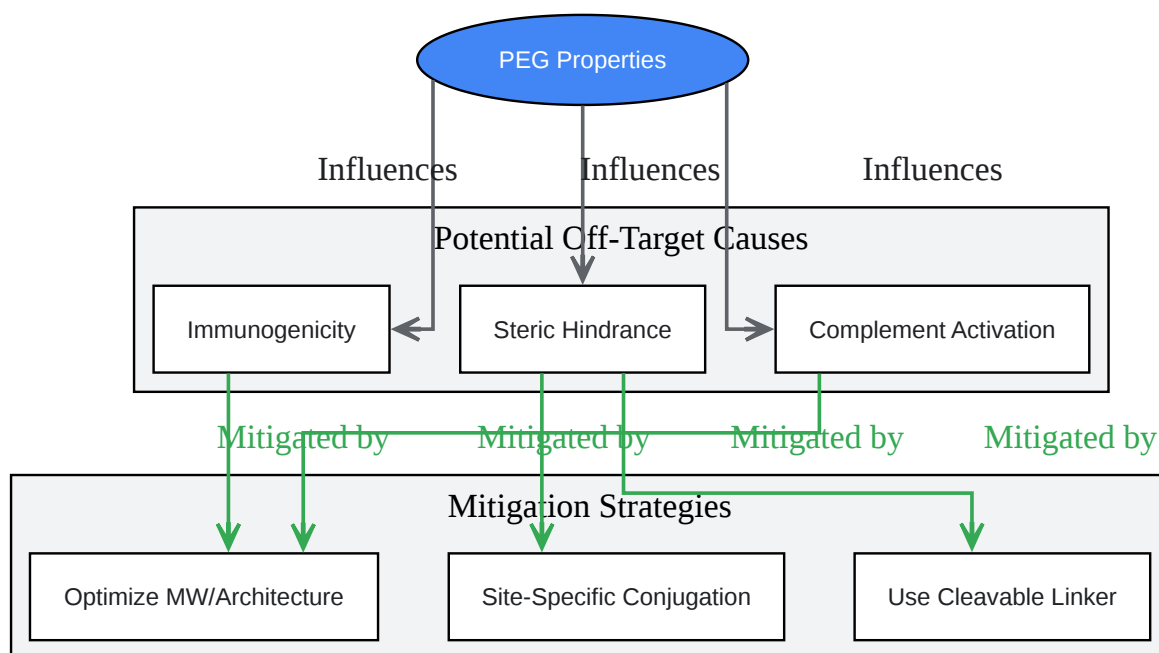 PEG Properties
Influences Influences Influences
Potential Off-Target Causes
Immunogenicity Steric Hindrance Complement Activation
Mitigated by Mitigated by Mitigated by Mitigated by
Mitigation Strategies
Optimize MW/Architecture Site-Specific Conjugation Use Cleavable Linker